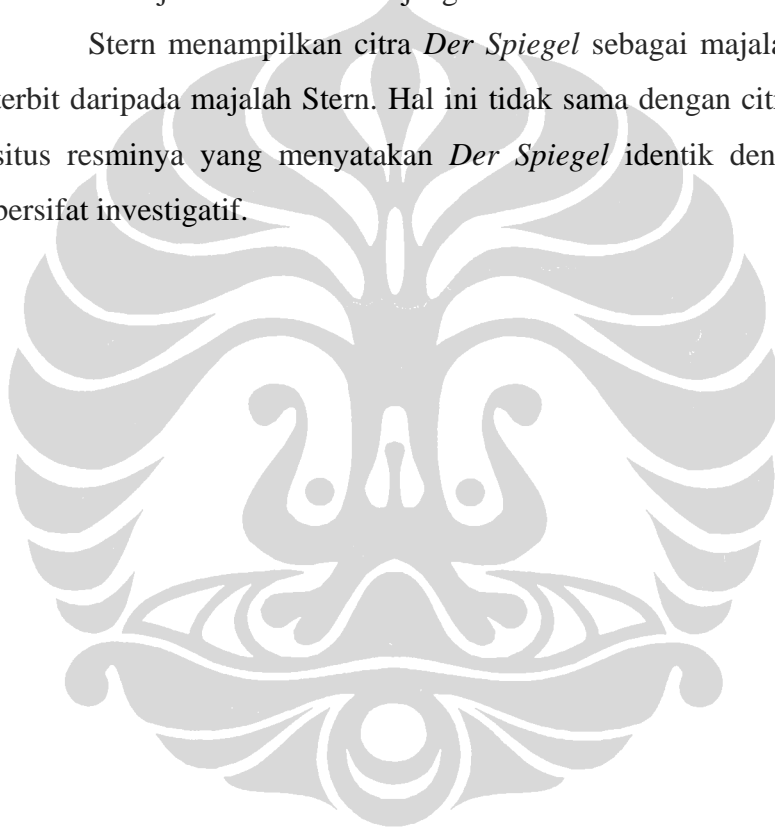 Stern menampilkan citra Der Spiegel sebagai majala
terbit daripada majalah Stern. Hal ini tidak sama dengan citr
situs resminya yang menyatakan Der Spiegel identik den
bersifat investigatif.